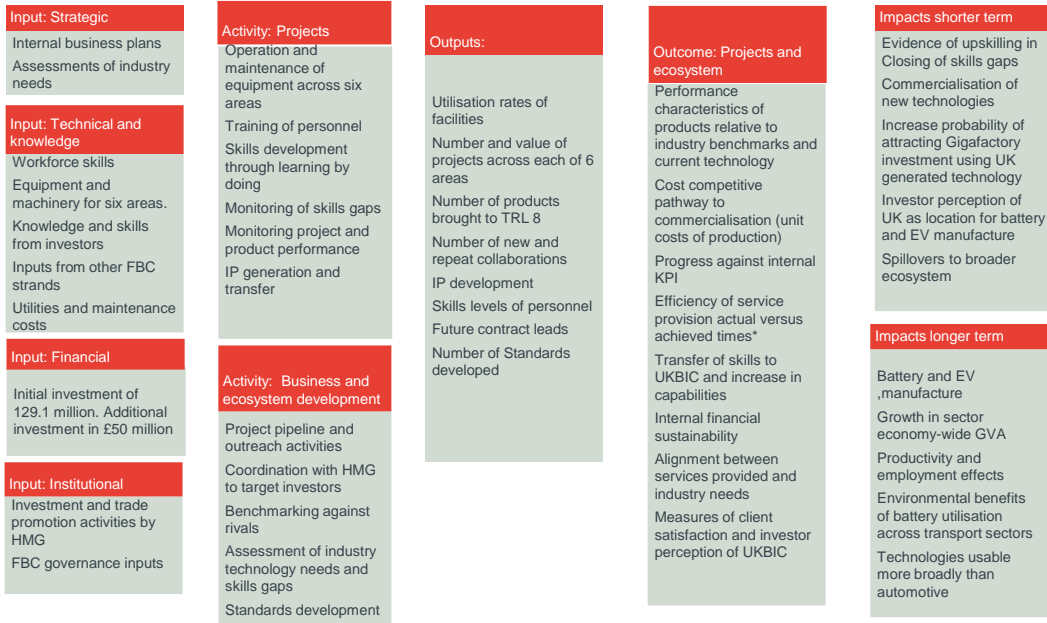 Input: Strategic
Internal business plans
Assessments of industry
needs
Input: Technical and
knowledge
Workforce skills
Equipment and
machinery for six areas.
Knowledge and skills
from investors
Inputs from other FBC
strands
Utilities and maintenance
costs
Input: Financial
Initial investment of
129.1 million. Additional
investment in £50 million
Input: Institutional
Investment and trade
promotion activities by
HMG
FBC governance inputs
Activity: Projects
Operation and
maintenance of
equipment across six
areas
Training of personnel
Skills development
through learning by
doing
Monitoring of skills gaps
Monitoring project and
product performance
IP generation and
transfer
Activity: Business and
ecosystem development
Project pipeline and
outreach activities
Coordination with HMG
to target investors
Benchmarking against
rivals
Assessment of industry
technology needs and
skills gaps
Standards development
Outputs:
Utilisation rates of
facilities
Number and value of
projects across each of 6
areas
Number of products
brought to TRL 8
Number of new and
repeat collaborations
IP development
Skills levels of personnel
Future contract leads
Number of Standards
developed
Outcome: Projects and
ecosystem
Performance
characteristics of
products relative to
industry benchmarks and
current technology
Cost competitive
pathway to
commercialisation (unit
costs of production)
Progress against internal
KPI
Efficiency of service
provision actual versus
achieved times*
Transfer of skills to
UKBIC and increase in
capabilities
Internal financial
sustainability
Alignment between
services provided and
industry needs
Measures of client
satisfaction and investor
perception of UKBIC
Impacts shorter term
Evidence of upskilling in
Closing of skills gaps
Commercialisation of
new technologies
Increase probability of
attracting Gigafactory
investment using UK
generated technology
Investor perception of
UK as location for battery
and EV manufacture
Spillovers to broader
ecosystem
Impacts longer term
Battery and EV
,manufacture
Growth in sector
economy-wide GVA
Productivity and
employment effects
Environmental benefits
of battery utilisation
across transport sectors
Technologies usable
more broadly than
automotive